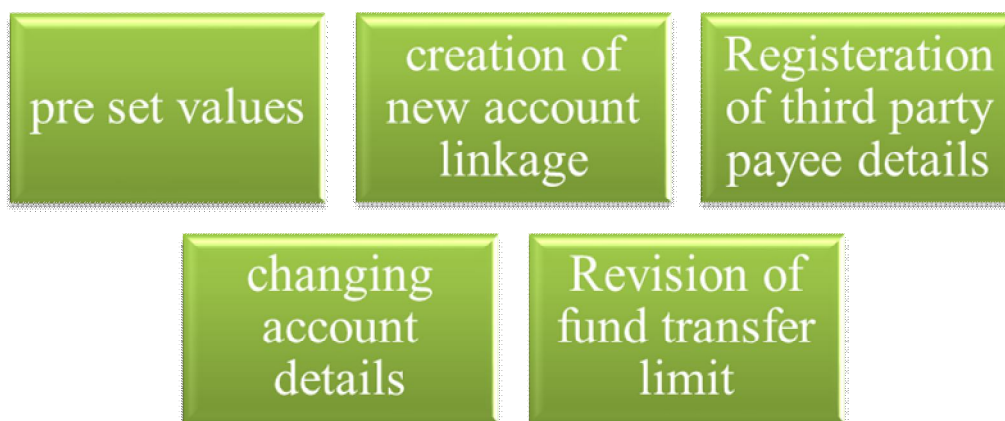 pre set values
creation of
new account
linkage
Registeration
of third party
payee details
changing
account
details
Revision of
fund transfer
limit